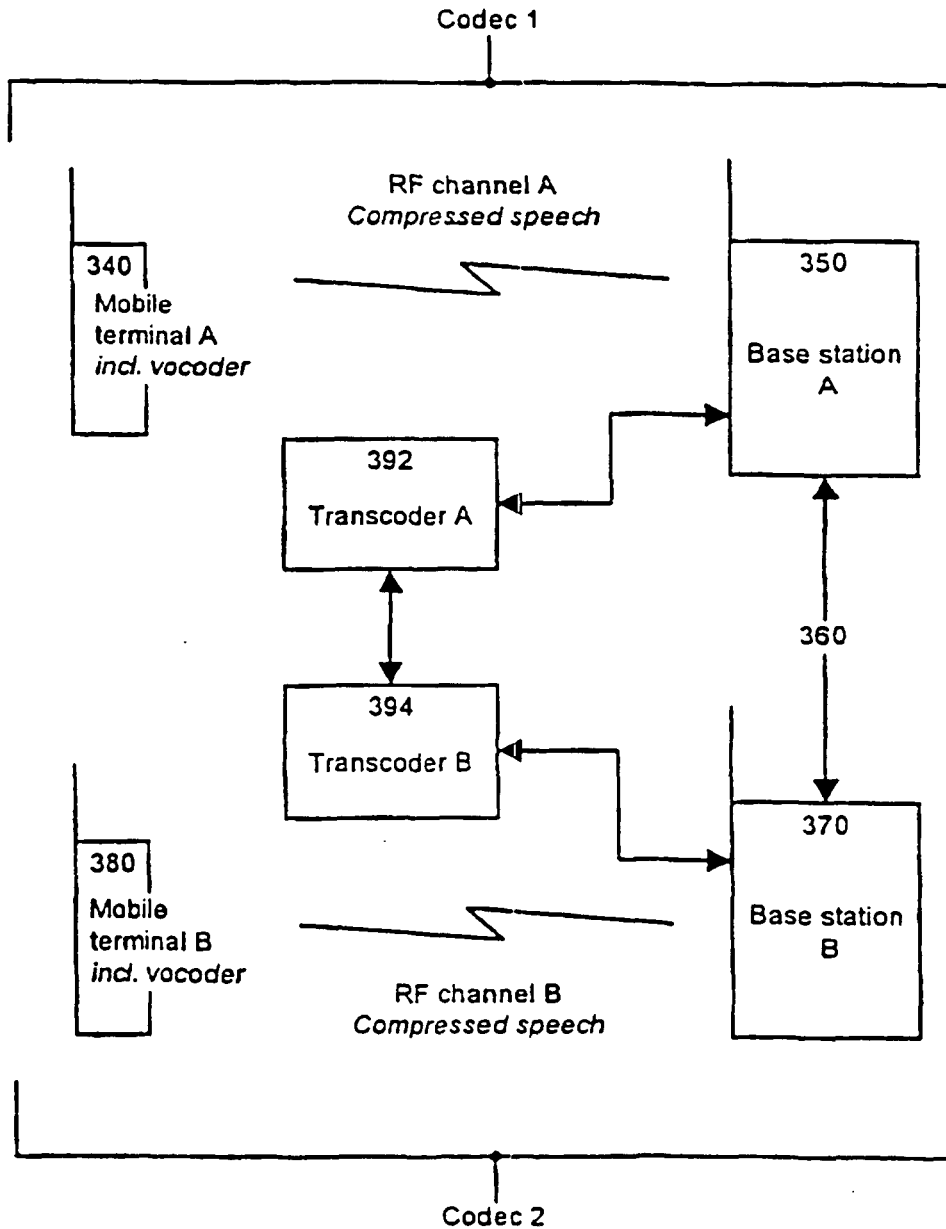 Codec 1
RF channel A
Compressed speech
340
Mobile
terminal A
incl. vocoder
350
Base station
A
392
Transcoder A
360
394
Transcoder B
370
Base station
B
380
Mobile
terminal B
incl. vocoder
RF channel B
Compressed speech
Codec 2